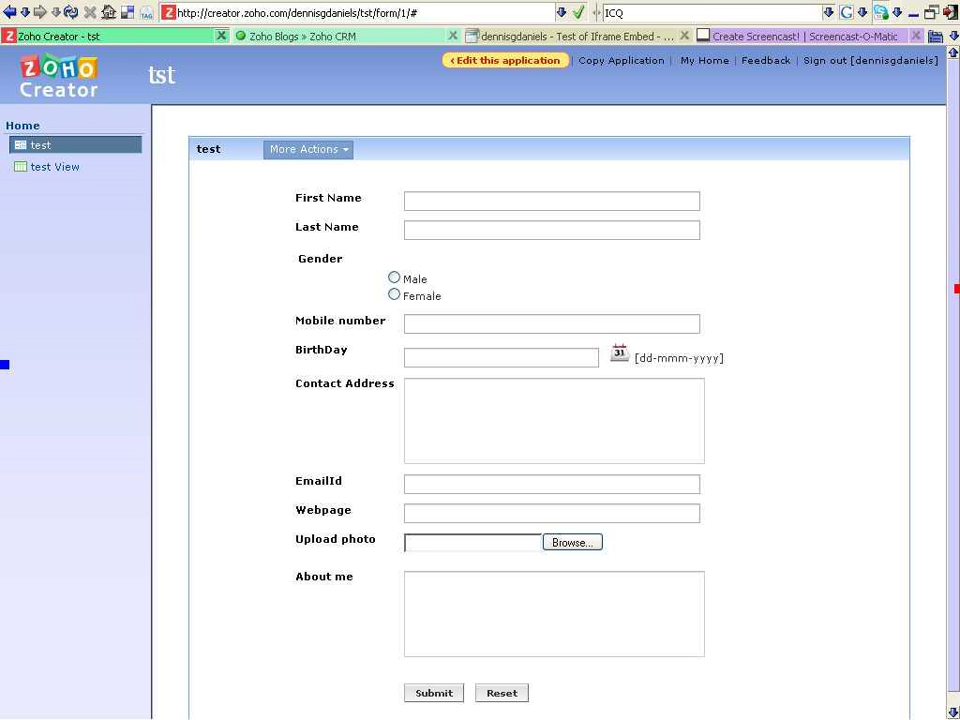 http://creator.zoho.com/dennisgdaniels/tst/form/1/# ICQ
Zoho Creator - tst Zoho Blogs » Zoho CRM dennisgdaniels - Test of Iframe Embed - ... Create Screencast! | Screencast-O-Matic
ZOHO Creator
tst
‹ Edit this application | Copy Application | My Home | Feedback | Sign out [dennisgdaniels]
Home
test
test View
test More Actions
First Name
Last Name
Gender
Male
Female
Mobile number
BirthDay 31 [dd-mmm-yyyy]
Contact Address
EmailId
Webpage
Upload photo Browse...
About me
Submit Reset